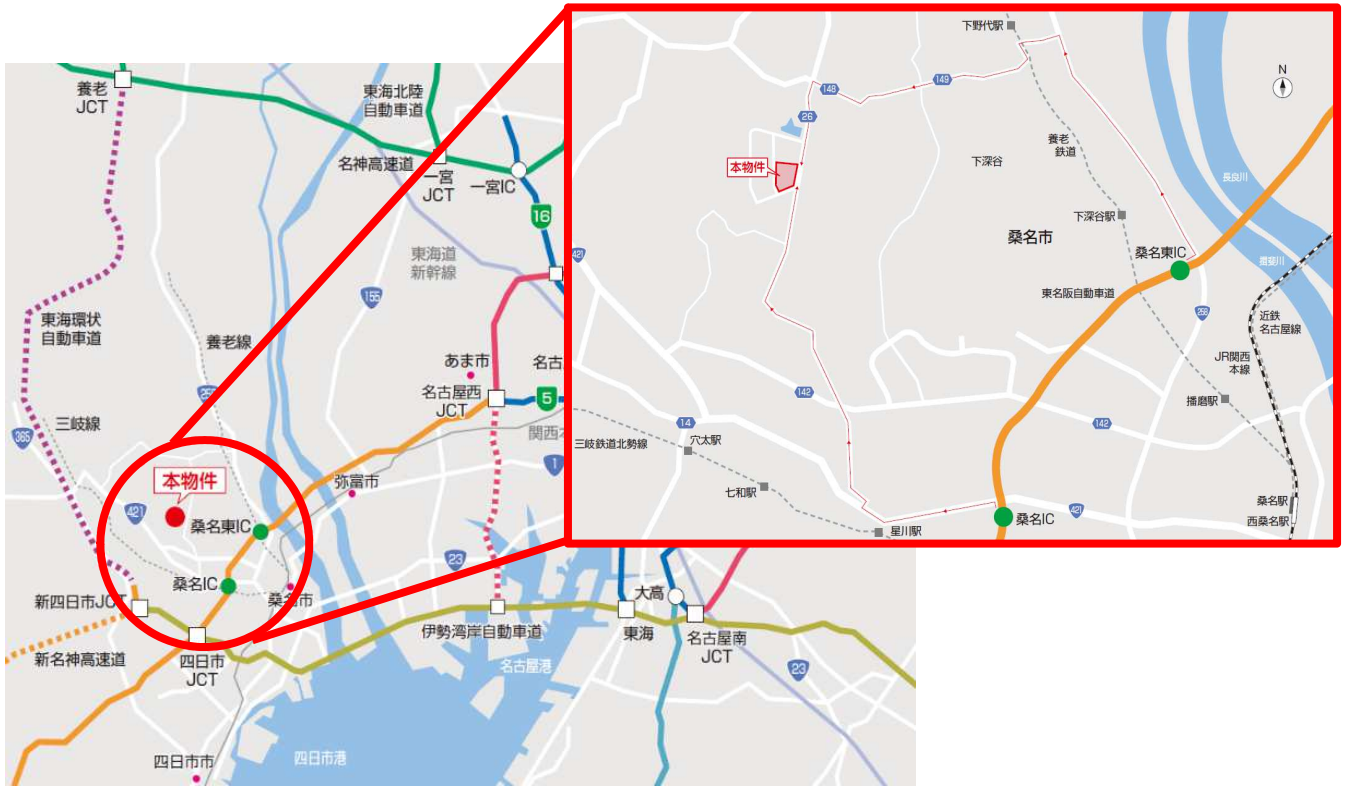 養老
JCT
東海北陸
自動車道
名神高速道
一宮
JCT
一宮IC
16
東海道
新幹線
155
東海環状
自動車道
養老線
あま市
名古屋西
JCT
5
三岐線
365
1
弥富市
本物件
421
桑名東IC
23
桑名IC
桑名市
新四日市JCT
伊勢湾岸自動車道
大高
東海
名古屋南
JCT
新名神高速道
四日市
JCT
名古屋港
23
四日市港
四日市市
下野代駅
N
149
148
26
養老
鉄道
下深谷
本物件
長良川
下深谷駅
桑名市
421
桑名東IC
揖斐川
東名阪自動車道
258
近鉄
名古屋線
JR関西
本線
142
播磨駅
14
142
三岐鉄道北勢線
穴太駅
七和駅
桑名駅
西桑名駅
421
桑名IC
星川駅